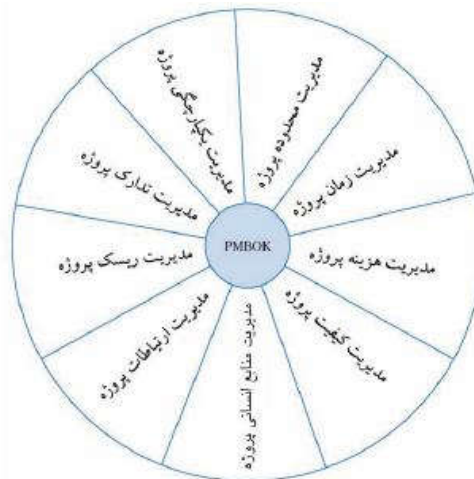 مدیریت یکپارچگی پروژه
مدیریت محدوده پروژه
مدیریت زمان پروژه
مدیریت هزینه پروژه
مدیریت کیفیت پروژه
مدیریت منابع انسانی پروژه
مدیریت ارتباطات پروژه
مدیریت ریسک پروژه
مدیریت تدارک پروژه
PMBOK